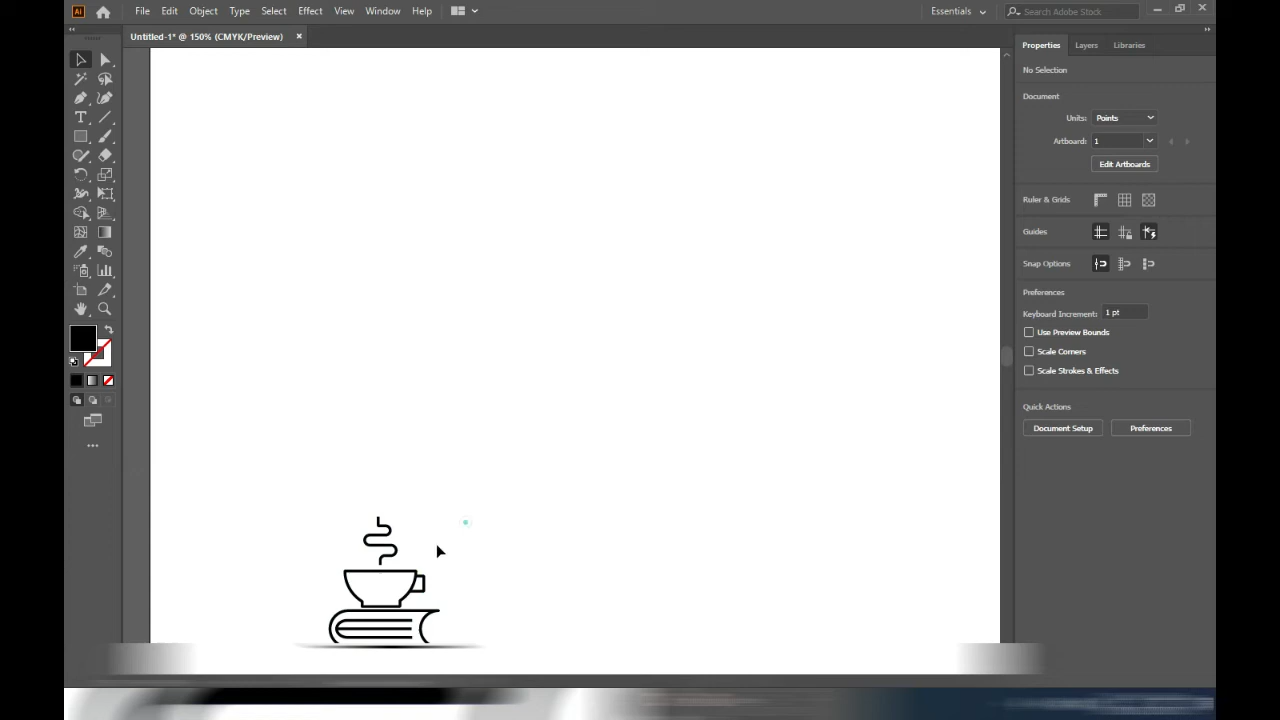 Ai File Edit Object Type Select Effect View Window Help Essentials Search Adobe Stock
Untitled-1* @ 150% (CMYK/Preview) ×
Properties Layers Libraries
No Selection
Document
Units: Points
Artboard: 1
Edit Artboards
Ruler & Grids
Guides
Snap Options
Preferences
Keyboard Increment: 1 pt
Use Preview Bounds
Scale Corners
Scale Strokes & Effects
Quick Actions
Document Setup Preferences